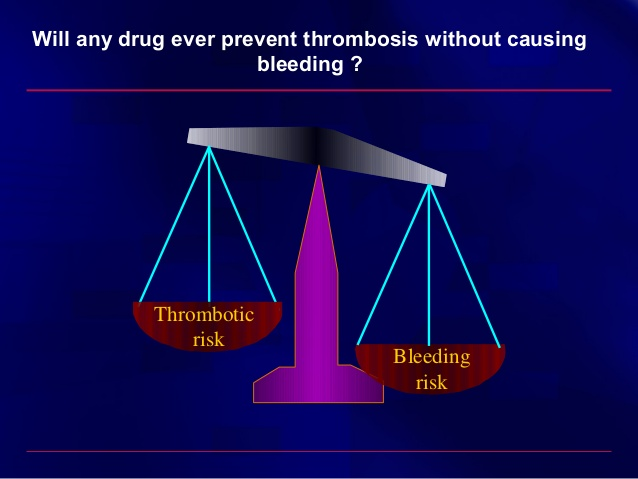 Will any drug ever prevent thrombosis without causing
bleeding ?
Thrombotic
risk
Bleeding
risk